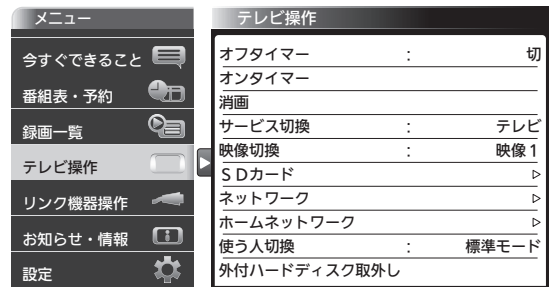 メニュー
今すぐできること
番組表・予約
録画一覧
テレビ操作
リンク機器操作
お知らせ・情報
設定
テレビ操作
オフタイマー : 切
オンタイマー
消画
サービス切換 : テレビ
映像切換 : 映像1
SDカード ▷
ネットワーク ▷
ホームネットワーク ▷
使う人切換 : 標準モード
外付ハードディスク取外し